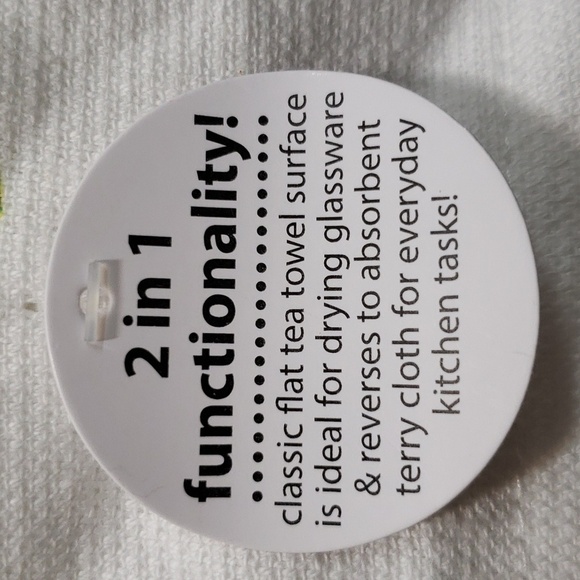 2 in 1
functionality!
classic flat tea towel surface
is ideal for drying glassware
& reverses to absorbent
terry cloth for everyday
kitchen tasks!